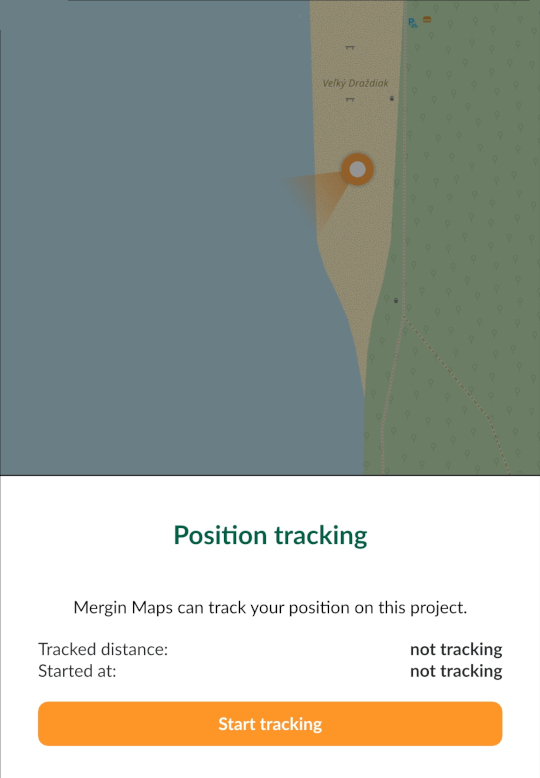 P
Veľký Draždiak
Position tracking
Mergin Maps can track your position on this project.
Tracked distance: not tracking
Started at: not tracking
Start tracking